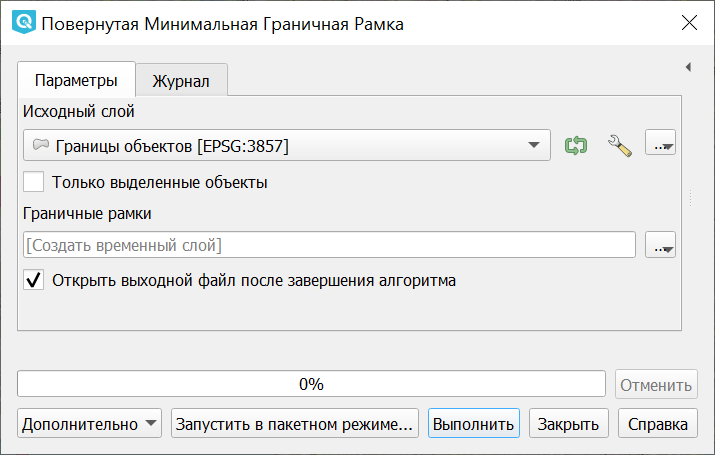 Повернутая Минимальная Граничная Рамка
Параметры
Журнал
Исходный слой
Границы объектов [EPSG:3857]
...
Только выделенные объекты
Граничные рамки
[Создать временный слой]
...
Открыть выходной файл после завершения алгоритма
0%
Отменить
Дополнительно
Запустить в пакетном режиме...
Выполнить
Закрыть
Справка